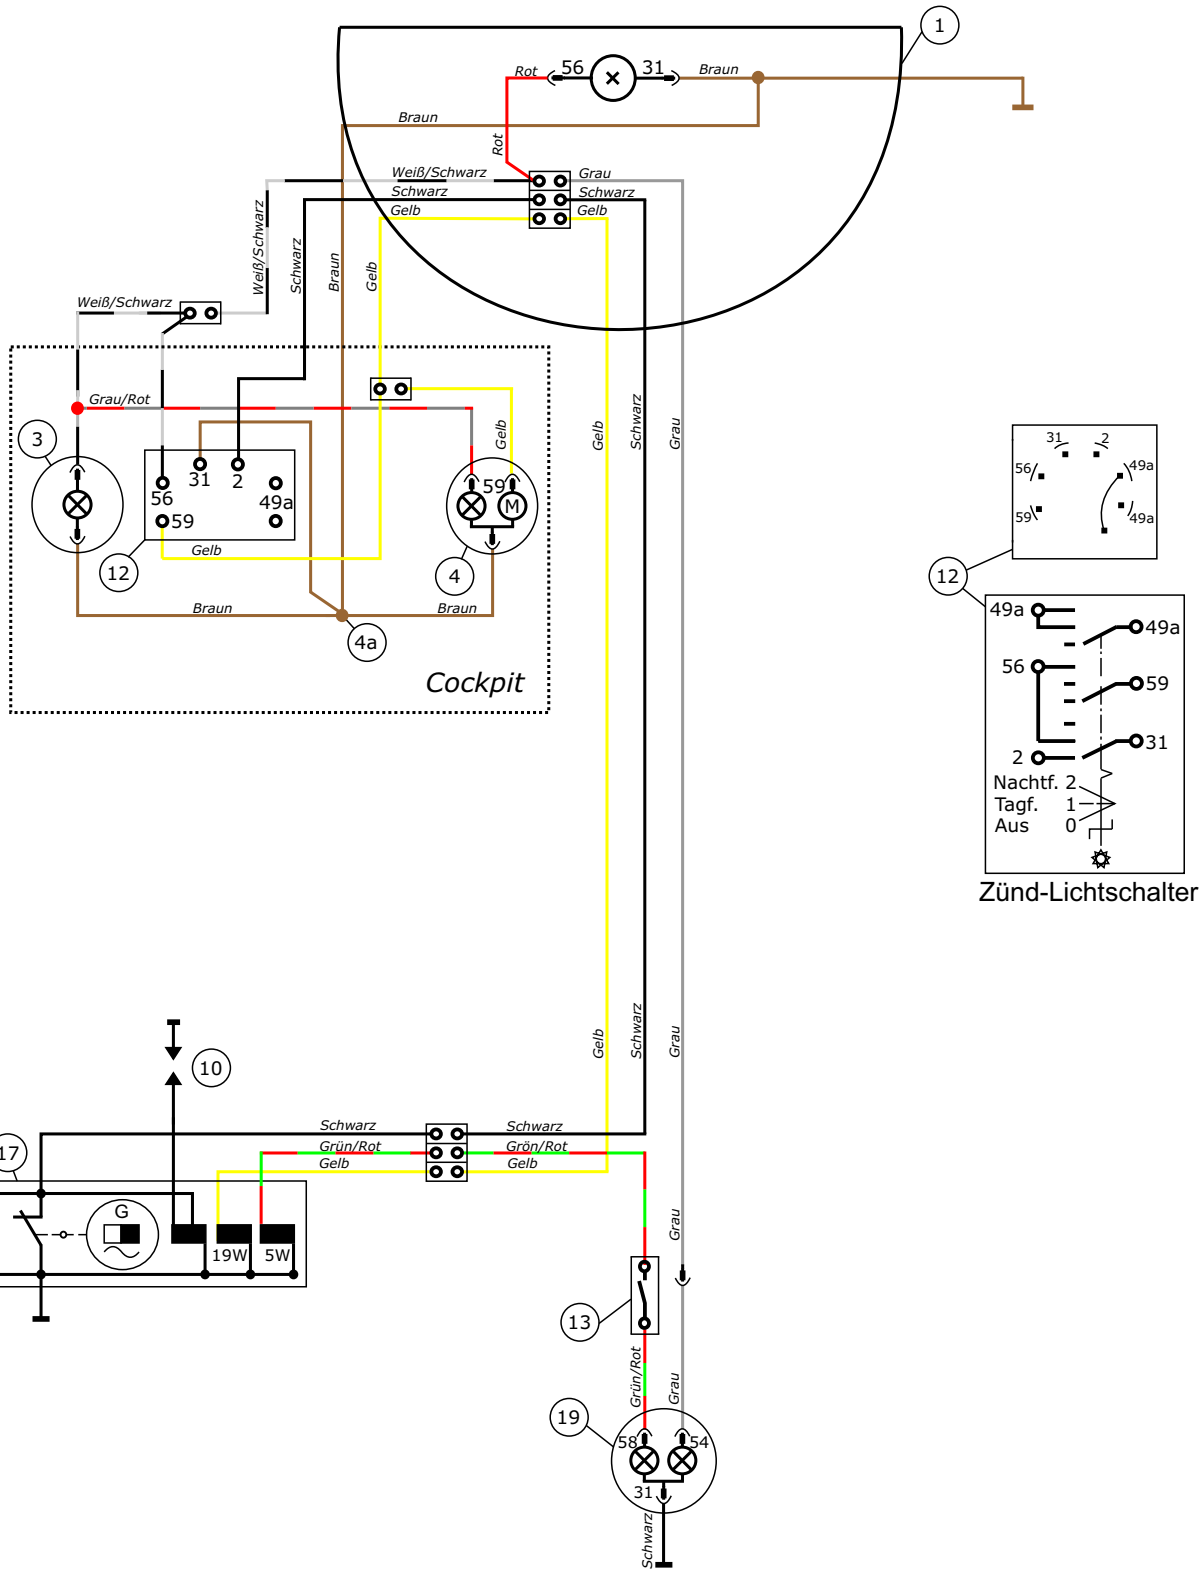 1
Rot 56 31 Braun
Braun
Rot
Weiß/Schwarz Grau
Schwarz Schwarz
Gelb Gelb
Weiß/Schwarz
Schwarz
Braun
Gelb
Weiß/Schwarz
Grau/Rot
Gelb
Gelb
Schwarz
Grau
3
56
31
2
49a
59
59
M
Gelb
12
4
Braun
Braun
4a
Cockpit
31
2
56
49a
59
49a
12
49a
49a
56
59
31
2
Nachtf. 2
Tagf. 1
Aus 0
Zünd-Lichtschalter
Gelb
Schwarz
Grau
10
Schwarz Schwarz
Grün/Rot Grön/Rot
Gelb Gelb
17
G
19W
5W
Grau
13
Grün/Rot
Grau
19
58
54
31
Schwarz